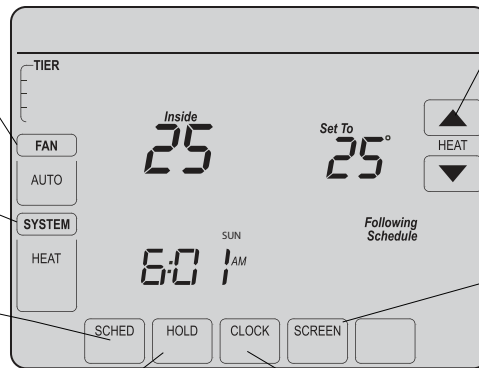 TIER
Inside
25
Set To
25°
HEAT
FAN
AUTO
SYSTEM
HEAT
Following
Schedule
SUN
6:01 AM
SCHED
HOLD
CLOCK
SCREEN